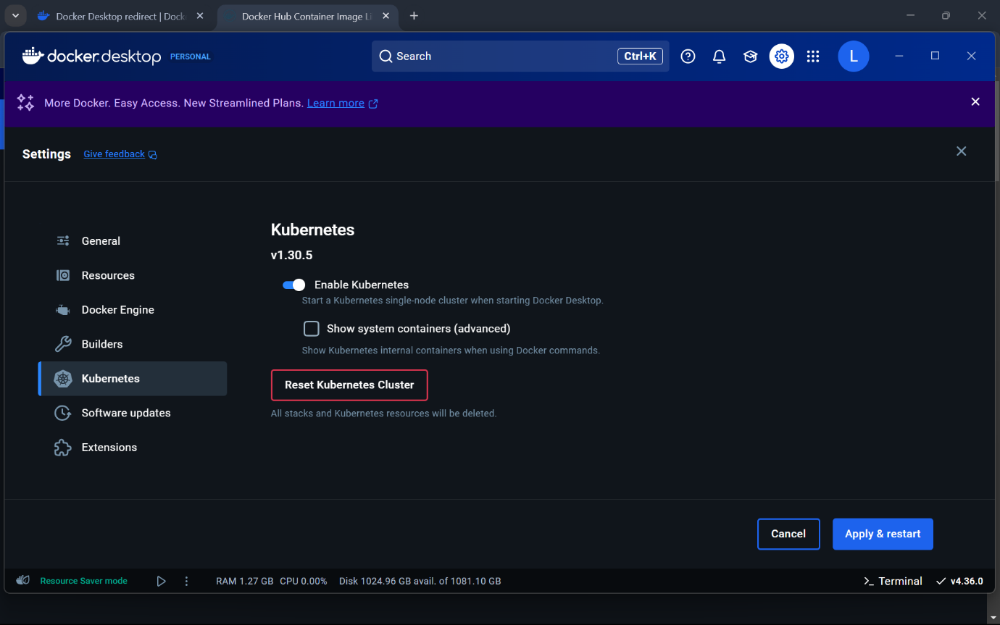 Docker Desktop redirect | Docke
Docker Hub Container Image Li
docker.desktop PERSONAL
Search
Ctrl+K
L
More Docker. Easy Access. New Streamlined Plans. Learn more
Settings
Give feedback
General
Resources
Docker Engine
Builders
Kubernetes
Software updates
Extensions
Kubernetes
v1.30.5
Enable Kubernetes
Start a Kubernetes single-node cluster when starting Docker Desktop.
Show system containers (advanced)
Show Kubernetes internal containers when using Docker commands.
Reset Kubernetes Cluster
All stacks and Kubernetes resources will be deleted.
Cancel
Apply & restart
Resource Saver mode
RAM 1.27 GB CPU 0.00% Disk 1024.96 GB avail. of 1081.10 GB
Terminal
v4.36.0